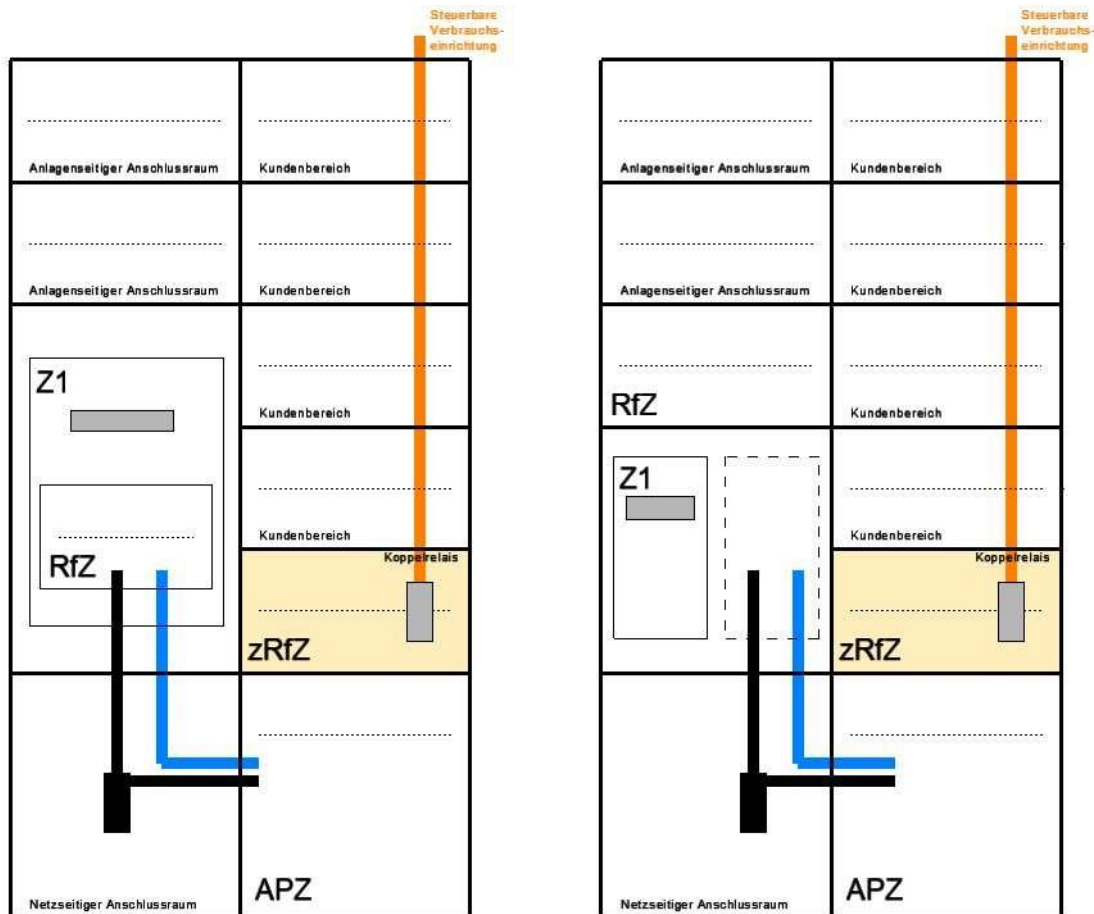 Steuerbare
Verbrauchs-
einrichtung
Anlagenseitiger Anschlussraum
Kundenbereich
Anlagenseitiger Anschlussraum
Kundenbereich
Z1
Kundenbereich
Kundenbereich
RfZ
Koppelrelais
zRfZ
Netzseitiger Anschlussraum
APZ
Steuerbare
Verbrauchs-
einrichtung
Anlagenseitiger Anschlussraum
Kundenbereich
Anlagenseitiger Anschlussraum
Kundenbereich
RfZ
Kundenbereich
Z1
Kundenbereich
Koppelrelais
zRfZ
Netzseitiger Anschlussraum
APZ